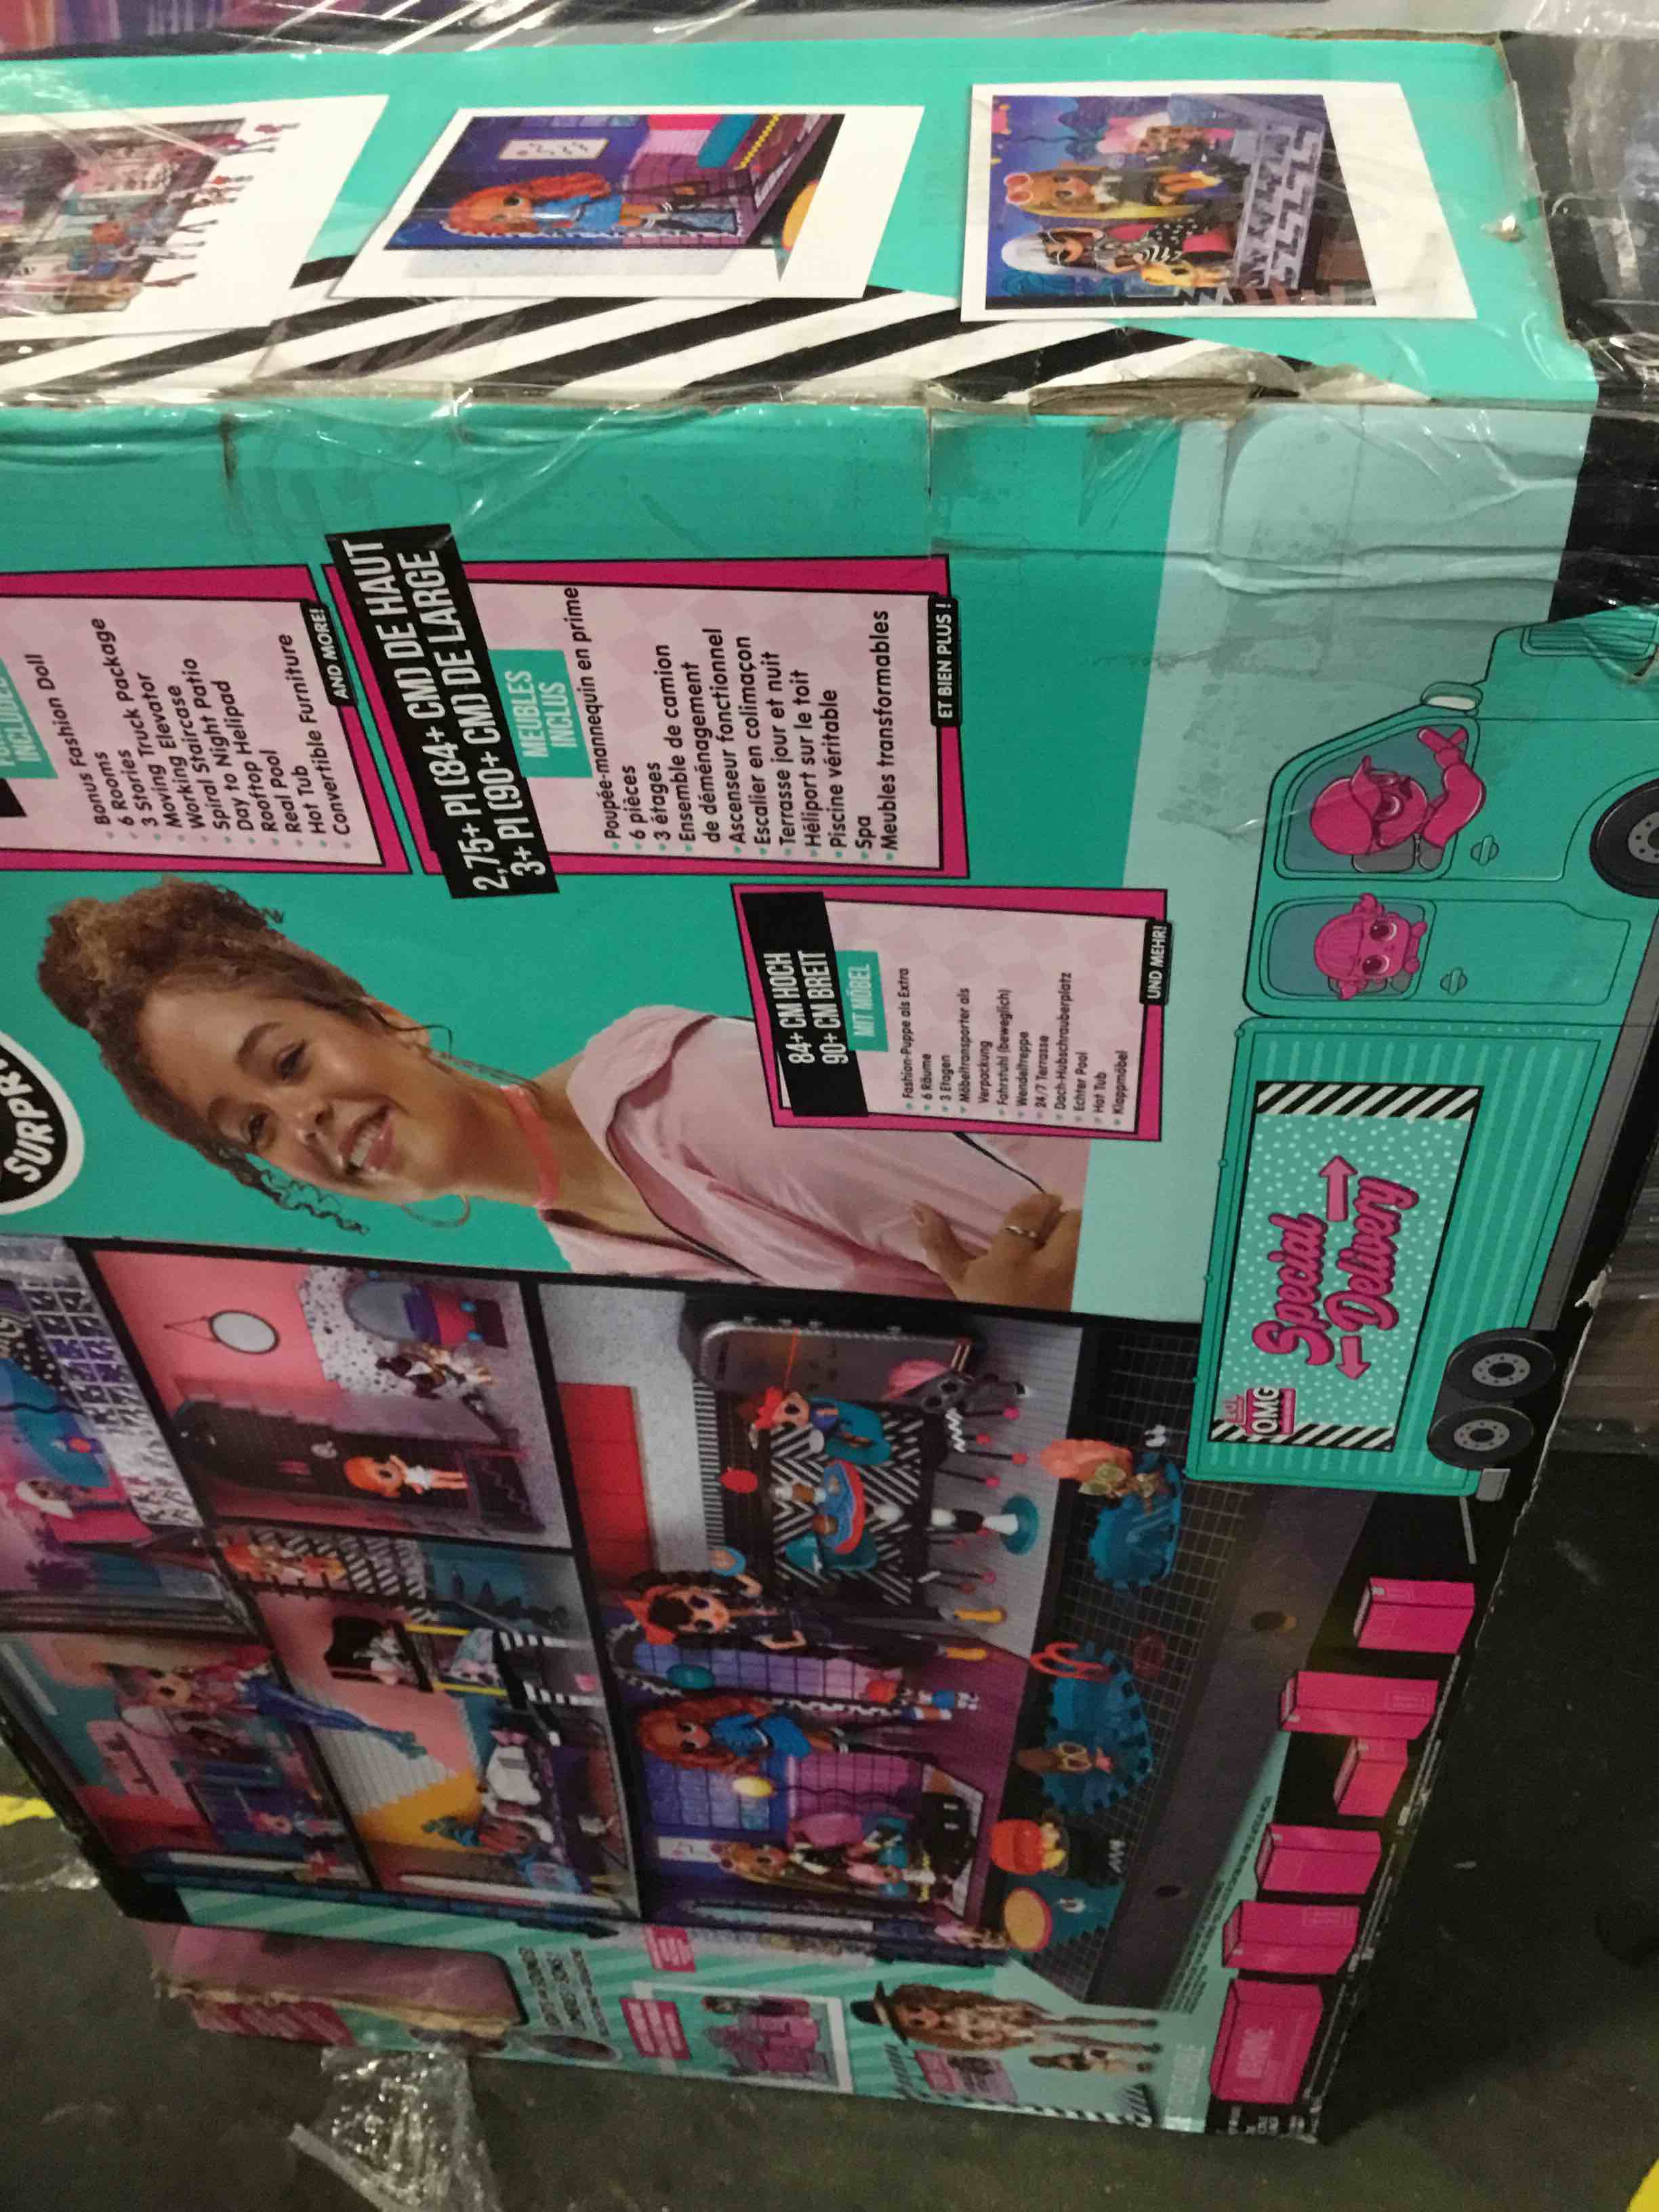 SURPR
INCLUDED
Bonus Fashion Doll
6 Rooms
6 Stories
3 Story Truck Package
Moving Elevator
Working Staircase
Spiral Night Patio
Day to Night Helipad
Rooftop
Real Pool
Hot Tub
Convertible Furniture
AND MORE!
2,75+ PI (84+ CM) DE HAUT
3+ PI (90+ CM) DE LARGE
MEUBLES
INCLUS
• Poupée-mannequin en prime
• 6 pièces
• 3 étages
• Ensemble de camion
de déménagement
• Ascenseur fonctionnel
• Escalier en colimaçon
• Terrasse jour et nuit
• Héliport sur le toit
• Piscine véritable
• Spa
• Meubles transformables
ET BIEN PLUS !
84+ CM HOCH
90+ CM BREIT
MIT MÖBEL
• Fashion-Puppe als Extra
• 6 Räume
• 3 Etagen
• Möbeltransporter als
Verpackung
• Fahrstuhl (beweglich)
• Wendeltreppe
• 24/7 Terrasse
• Dach-Hubschrauberplatz
• Echter Pool
• Hot Tub
• Klappmöbel
UND MEHR!
OMG
Special
Delivery